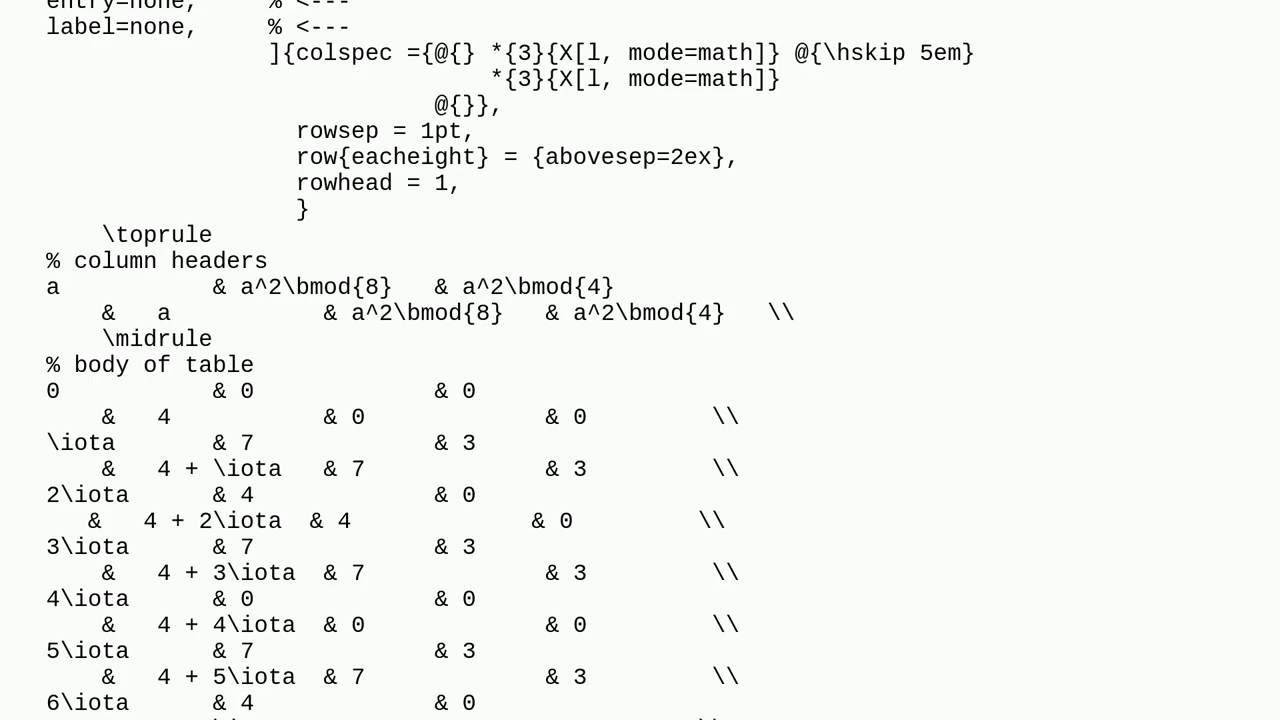 entry=none,     % <---
label=none,     % <---
                ]{colspec ={@{} *{3}{X[l, mode=math]} @{\hskip 5em}
                                *{3}{X[l, mode=math]}
                            @{}},
                  rowsep = 1pt,
                  row{eacheight} = {abovesep=2ex},
                  rowhead = 1,
                  }
    \toprule
% column headers
a           & a^2\bmod{8}   & a^2\bmod{4}
    &   a           & a^2\bmod{8}   & a^2\bmod{4}   \\
    \midrule
% body of table
0           & 0             & 0
    &   4           & 0             & 0         \\
\iota       & 7             & 3
    &   4 + \iota   & 7             & 3         \\
2\iota      & 4             & 0
   &   4 + 2\iota  & 4             & 0         \\
3\iota      & 7             & 3
    &   4 + 3\iota  & 7             & 3         \\
4\iota      & 0             & 0
    &   4 + 4\iota  & 0             & 0         \\
5\iota      & 7             & 3
    &   4 + 5\iota  & 7             & 3         \\
6\iota      & 4             & 0